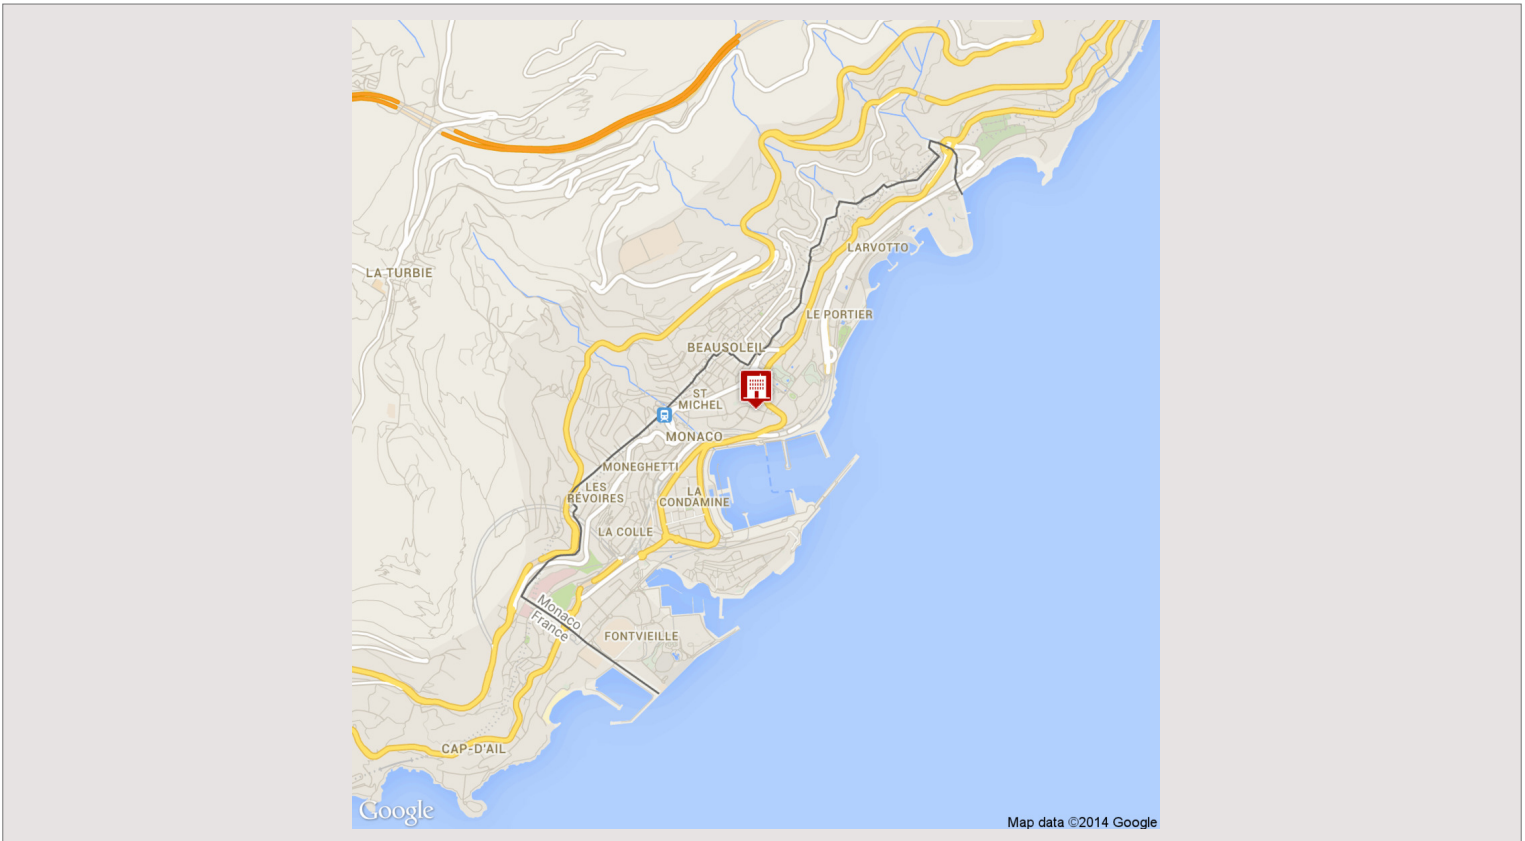 LA TURBIE
LARVOTTO
LE PORTIER
BEAUSOLEIL
ST
MICHEL
MONACO
MONEGHETTI
LES
RÉVOIRES
LA
CONDAMINE
LA COLLE
Monaco
France
FONTVIEILLE
CAP-D'AIL
Google
Map data ©2014 Google